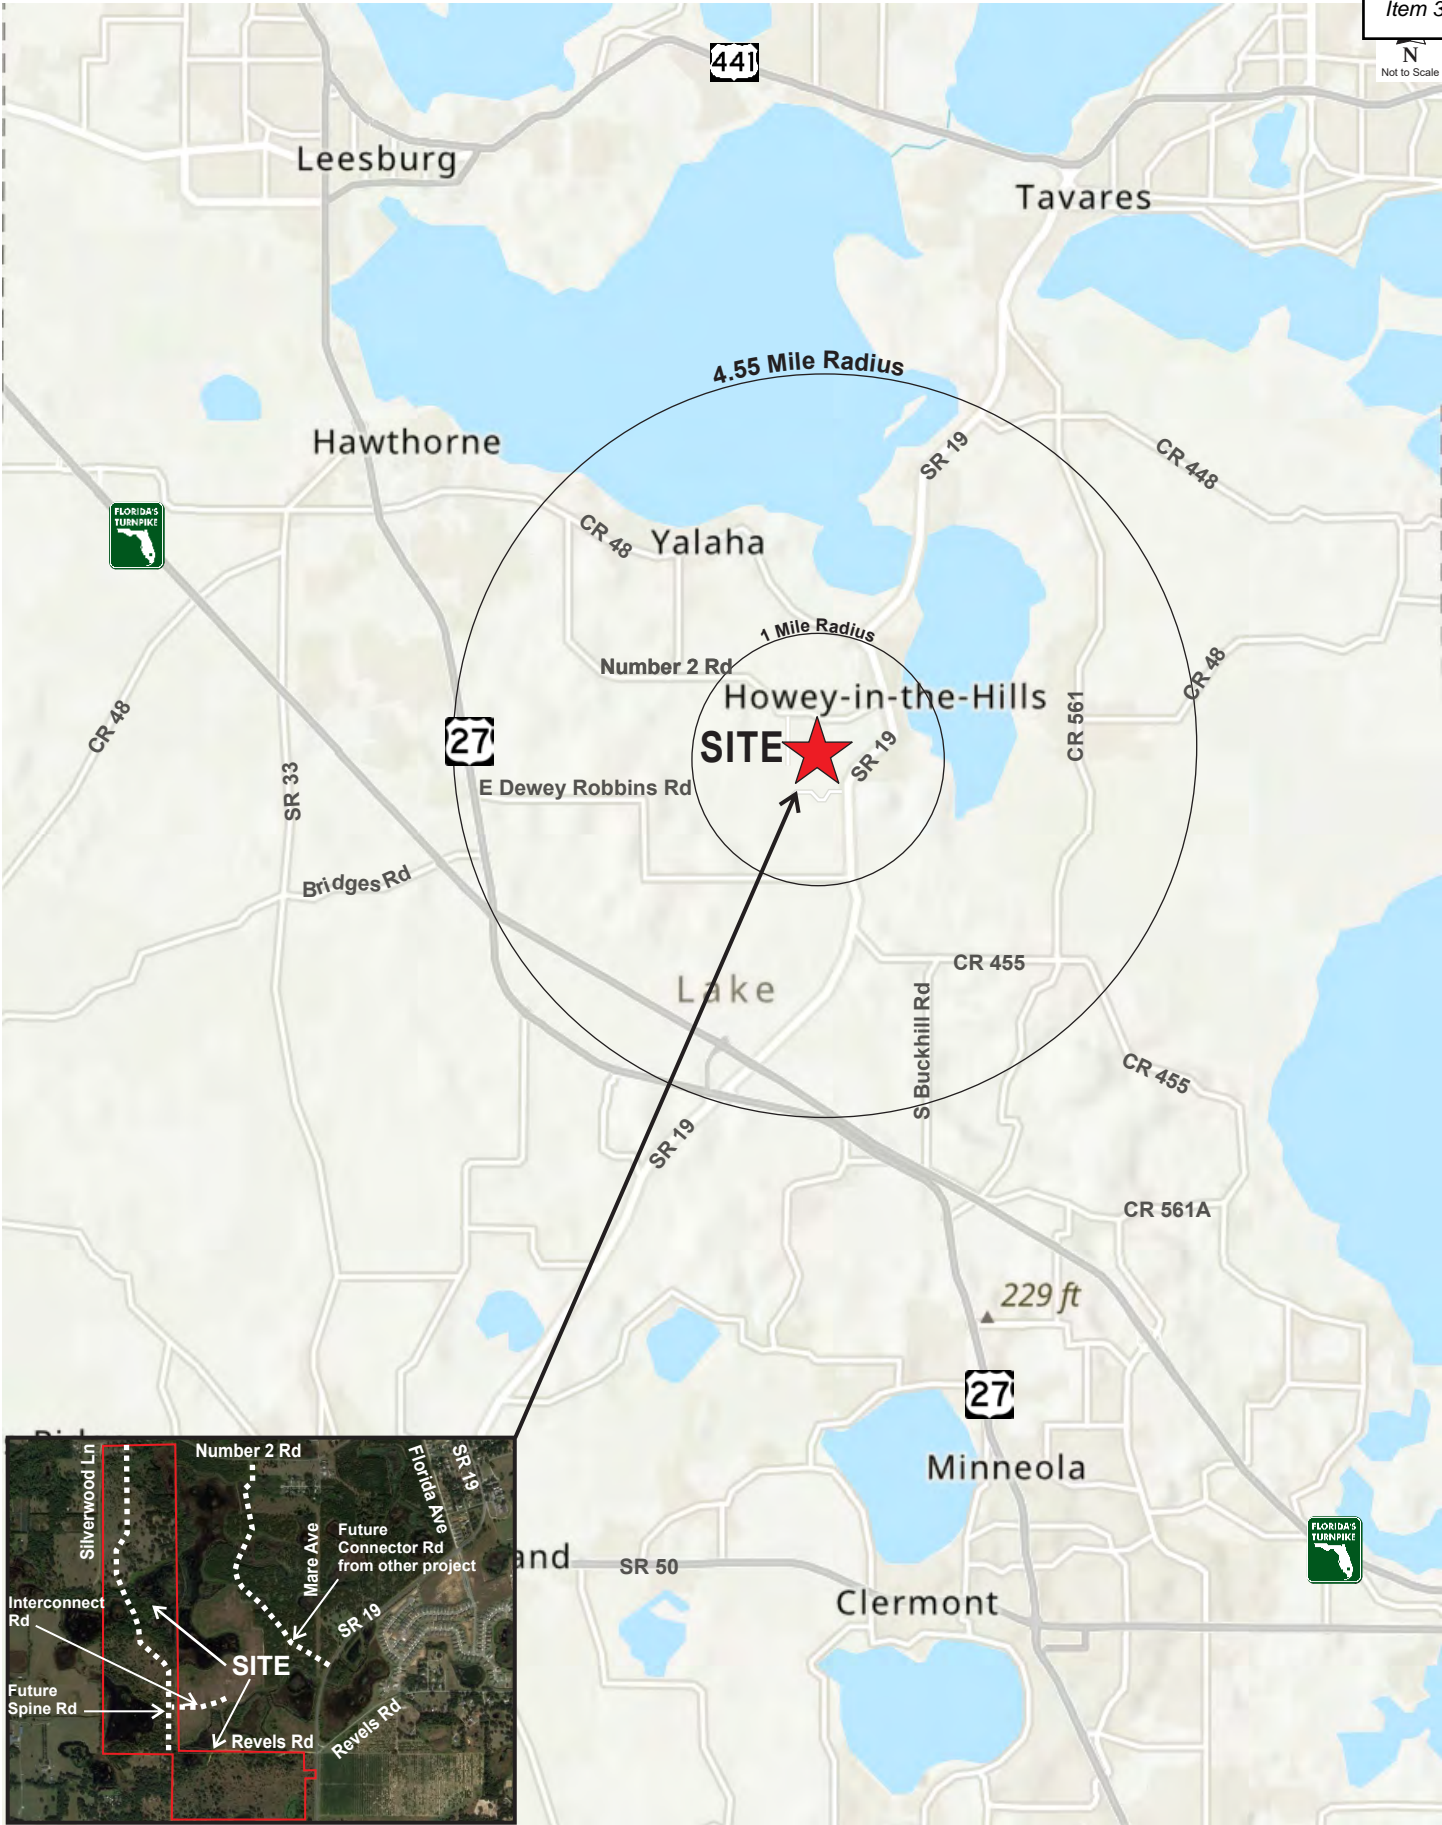 Item 3
N
Not to Scale
441
Leesburg
Tavares
4.55 Mile Radius
Hawthorne
SR 19
CR 448
FLORIDA'S
TURNPIKE
CR 48
Yalaha
1 Mile Radius
Number 2 Rd
CR 48
Howey-in-the-Hills
CR 48
CR 561
27
SITE
SR 19
SR 33
E Dewey Robbins Rd
Bridges Rd
CR 455
Lake
S Buckhill Rd
CR 455
SR 19
CR 561A
229 ft
27
Minneola
FLORIDA'S
TURNPIKE
and
SR 50
Clermont
Silverwood Ln
Number 2 Rd
Florida Ave
SR 19
Mare Ave
Future
Connector Rd
from other project
Interconnect
Rd
SR 19
SITE
Future
Spine Rd
Revels Rd
Revels Rd